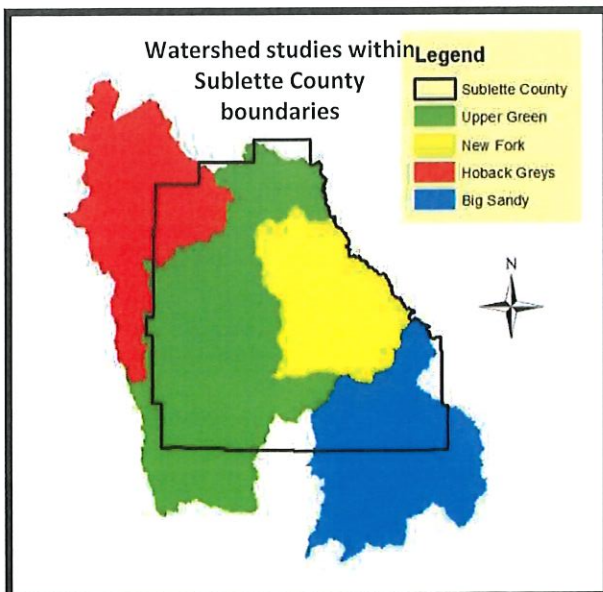 Watershed studies within
Sublette County
boundaries
Legend
Sublette County
Upper Green
New Fork
Hoback Greys
Big Sandy
N